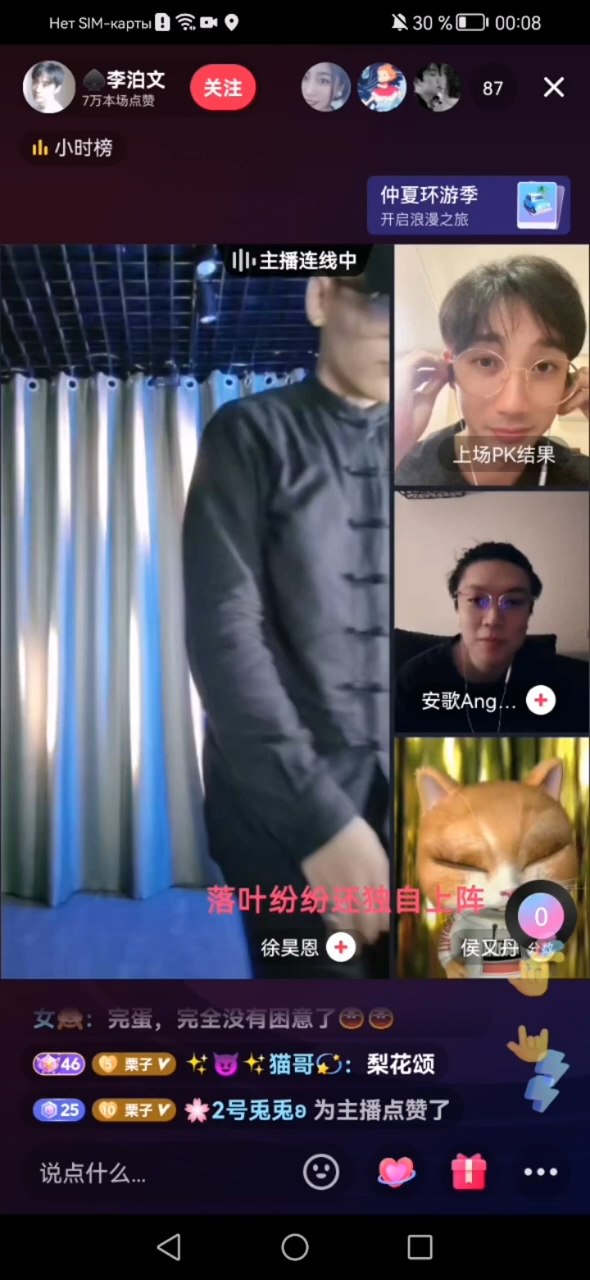 Нет SIM-карты
30 %
00:08
♠李泊文
7万本场点赞
关注
87
小时榜
仲夏环游季
开启浪漫之旅
主播连线中
上场PK结果
安歌Ang...
落叶纷纷还独自上阵
0
分数
徐昊恩
侯又丹
女🙈：完蛋，完全没有困意了
46 栗子 ✨😈✨猫哥💫：梨花颂
25 10 栗子 🌸2号兎兎ʚ 为主播点赞了
说点什么...